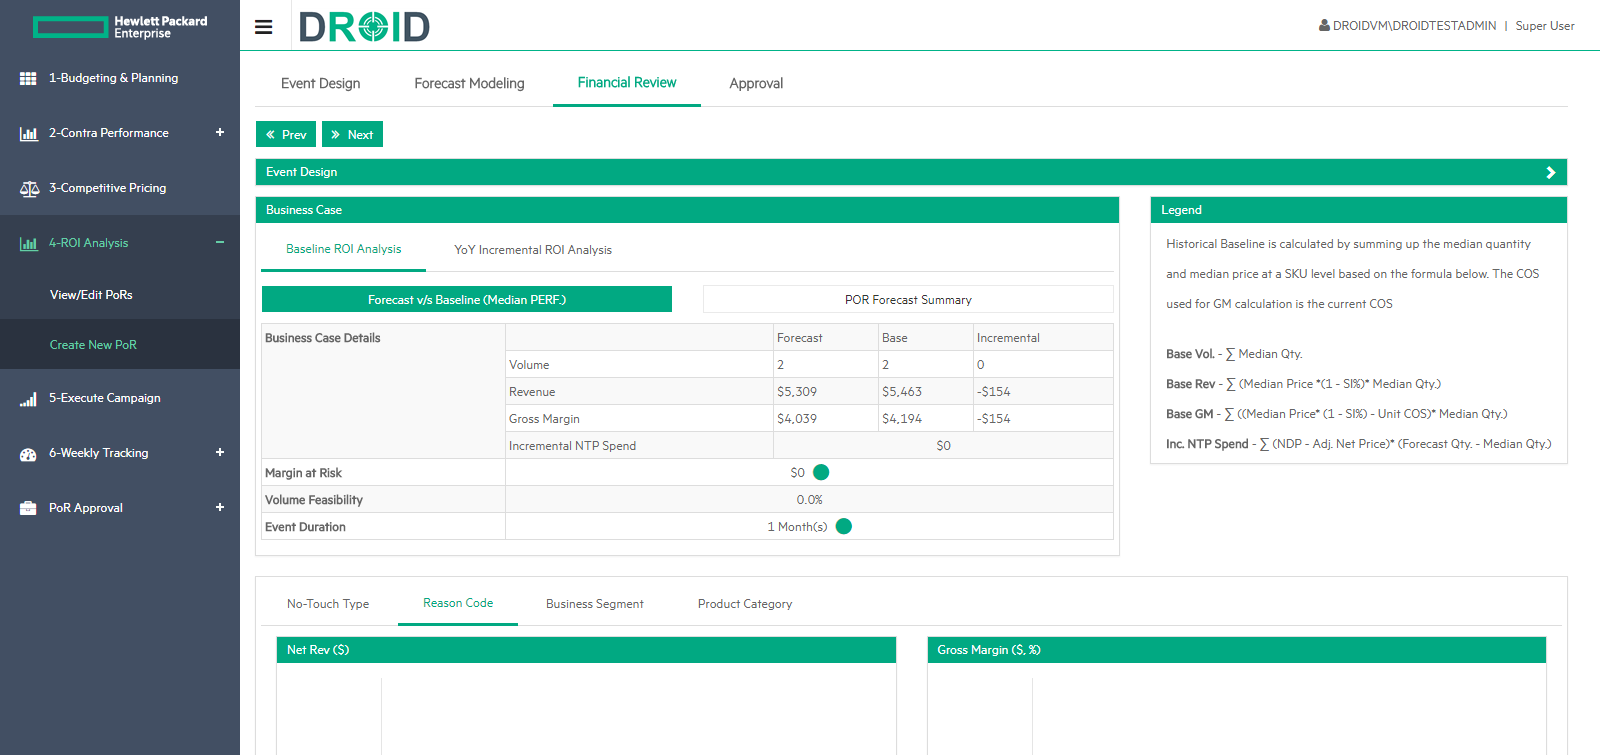 Hewlett Packard
Enterprise
DROID
DROIDVM\DROIDTESTADMIN | Super User
1-Budgeting & Planning
2-Contra Performance +
3-Competitive Pricing
4-ROI Analysis −
View/Edit PoRs
Create New PoR
5-Execute Campaign
6-Weekly Tracking +
PoR Approval +
Event Design Forecast Modeling Financial Review Approval
« Prev » Next
Event Design
Business Case
Baseline ROI Analysis YoY Incremental ROI Analysis
Forecast v/s Baseline (Median PERF.) POR Forecast Summary
Business Case Details Forecast Base Incremental
Volume 2 2 0
Revenue $5,309 $5,463 -$154
Gross Margin $4,039 $4,194 -$154
Incremental NTP Spend $0
Margin at Risk $0
Volume Feasibility 0.0%
Event Duration 1 Month(s)
Legend
Historical Baseline is calculated by summing up the median quantity
and median price at a SKU level based on the formula below. The COS
used for GM calculation is the current COS
Base Vol. - ∑ Median Qty.
Base Rev - ∑ (Median Price *(1 - SI%)* Median Qty.)
Base GM - ∑ ((Median Price* (1 - SI%) - Unit COS)* Median Qty.)
Inc. NTP Spend - ∑ (NDP - Adj. Net Price)* (Forecast Qty. - Median Qty.)
No-Touch Type Reason Code Business Segment Product Category
Net Rev ($)
Gross Margin ($, %)